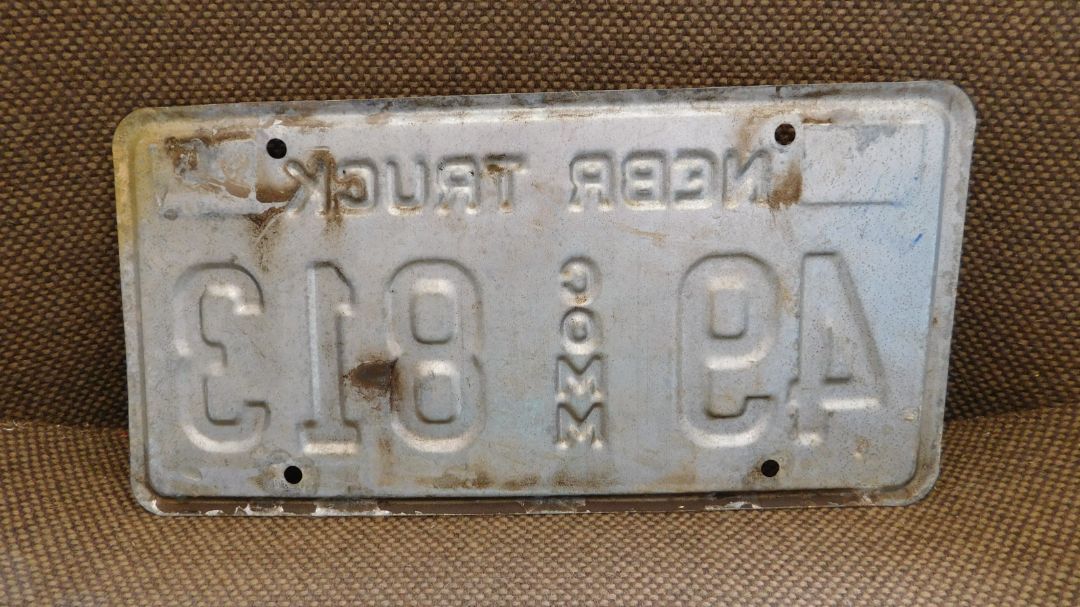 NEBR TRUCK
49 COMM 813